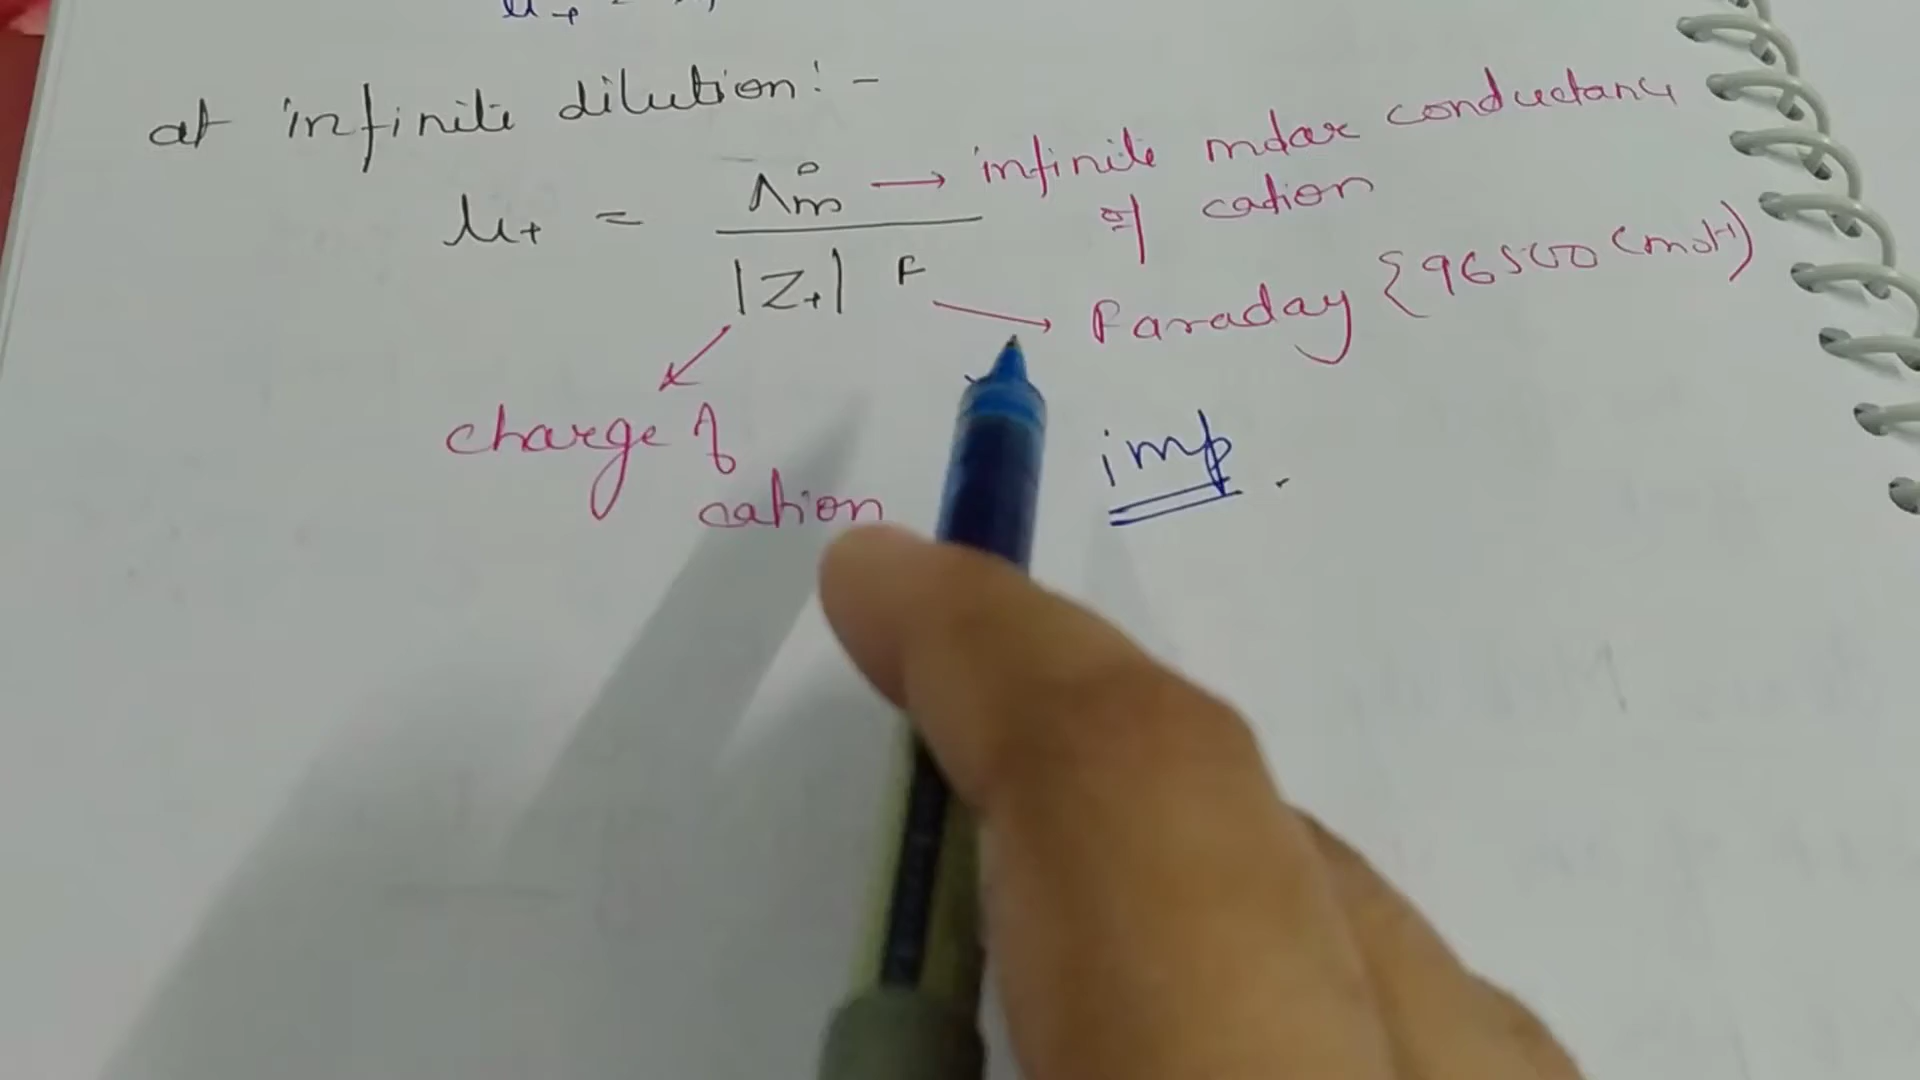 at infinite dilution! -
μ+ = Λ°m / |Z+| F
→ infinite molar conductance
of cation
→ Faraday {96500 C mol-1)
charge of
cation
imp.